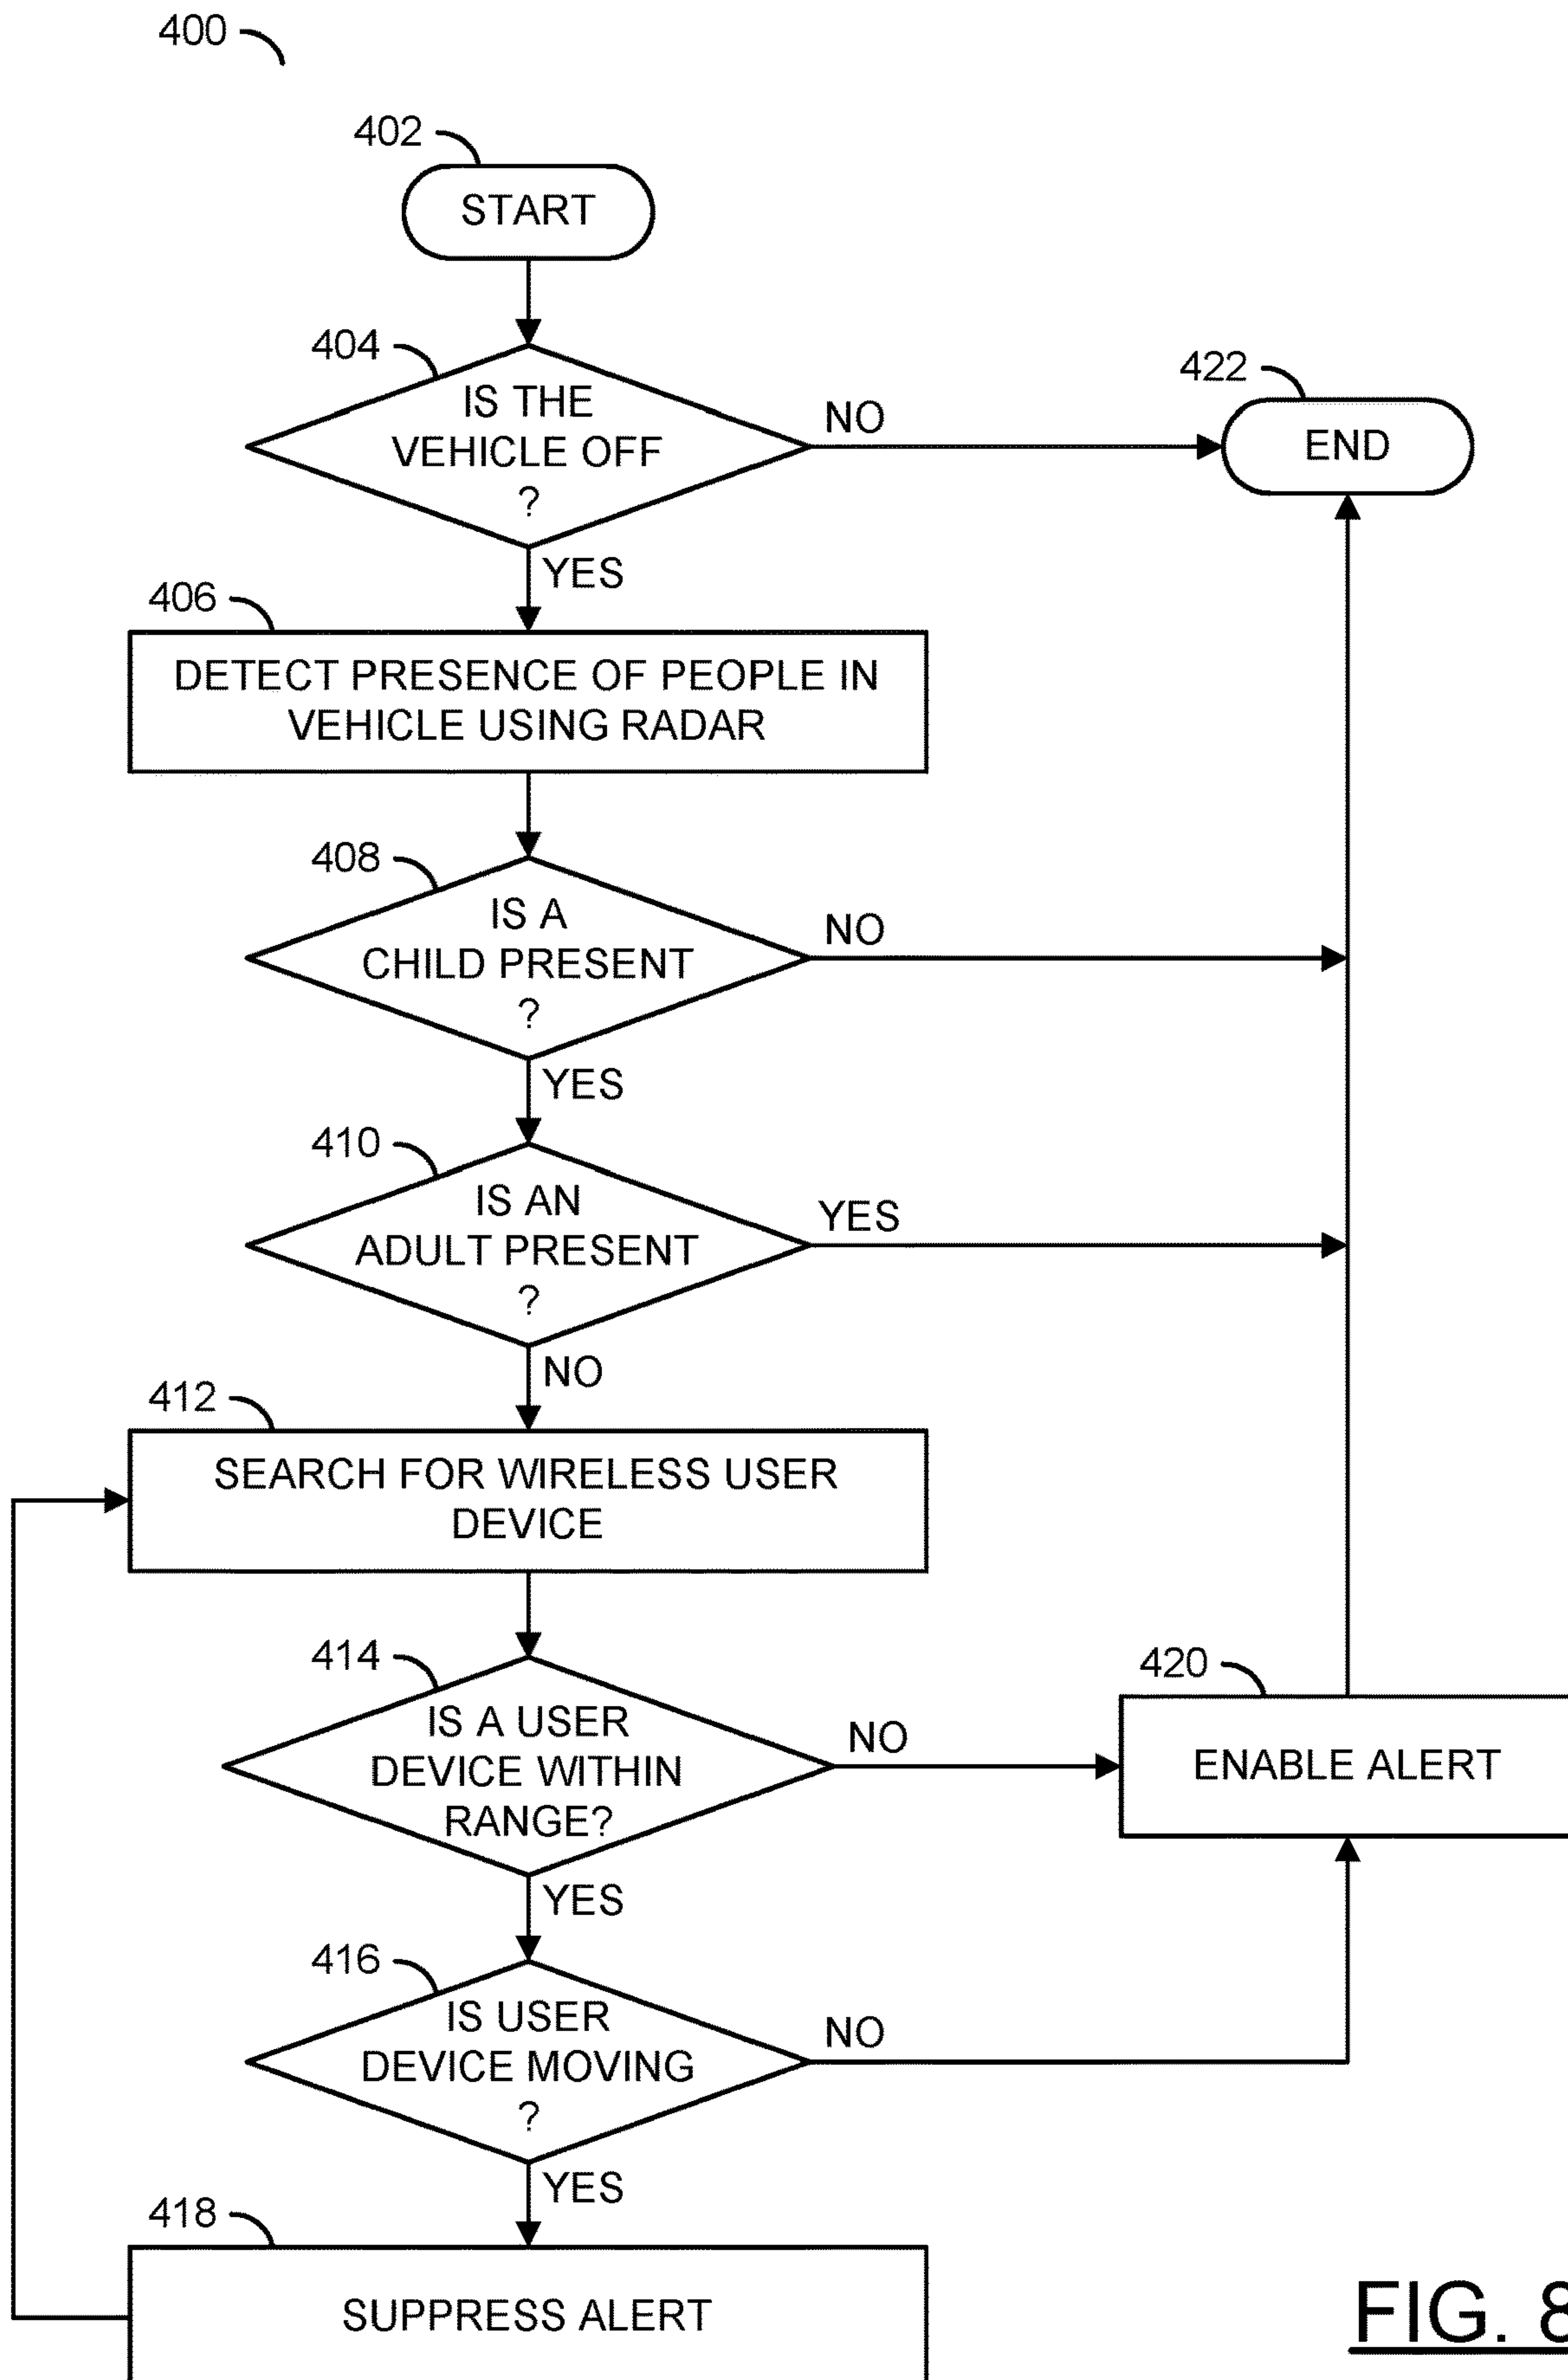 400
402
START
404
IS THE
VEHICLE OFF
?
NO
422
END
YES
406
DETECT PRESENCE OF PEOPLE IN
VEHICLE USING RADAR
408
IS A
CHILD PRESENT
?
NO
YES
410
IS AN
ADULT PRESENT
?
YES
NO
412
SEARCH FOR WIRELESS USER
DEVICE
414
IS A USER
DEVICE WITHIN
RANGE?
NO
420
ENABLE ALERT
YES
416
IS USER
DEVICE MOVING
?
NO
YES
418
SUPPRESS ALERT
FIG. 8